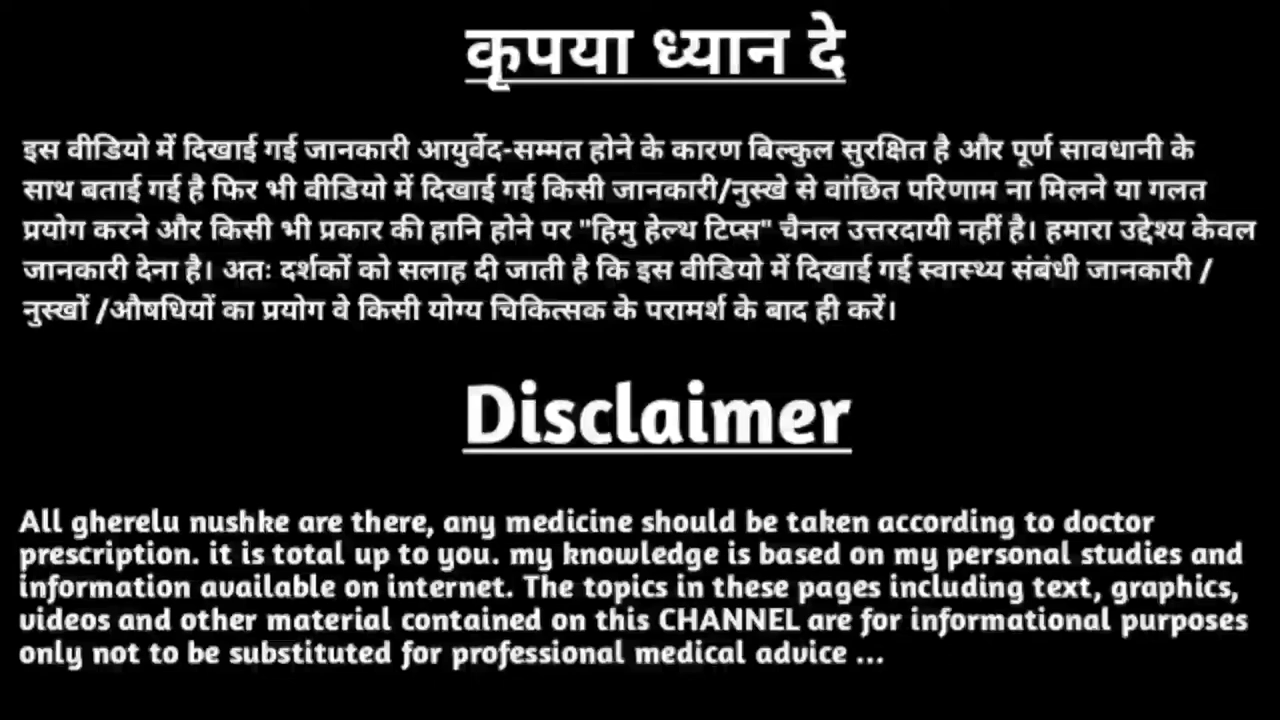 कृपया ध्यान दे
इस वीडियो में दिखाई गई जानकारी आयुर्वेद-सम्मत होने के कारण बिल्कुल सुरक्षित है और पूर्ण सावधानी के
साथ बताई गई है फिर भी वीडियो में दिखाई गई किसी जानकारी/नुस्खे से वांछित परिणाम ना मिलने या गलत
प्रयोग करने और किसी भी प्रकार की हानि होने पर "हिमु हेल्थ टिप्स" चैनल उत्तरदायी नहीं है। हमारा उद्देश्य केवल
जानकारी देना है। अतः दर्शकों को सलाह दी जाती है कि इस वीडियो में दिखाई गई स्वास्थ्य संबंधी जानकारी /
नुस्खों /औषधियों का प्रयोग वे किसी योग्य चिकित्सक के परामर्श के बाद ही करें।
Disclaimer
All gherelu nushke are there, any medicine should be taken according to doctor
prescription. it is total up to you. my knowledge is based on my personal studies and
information available on internet. The topics in these pages including text, graphics,
videos and other material contained on this CHANNEL are for informational purposes
only not to be substituted for professional medical advice ...